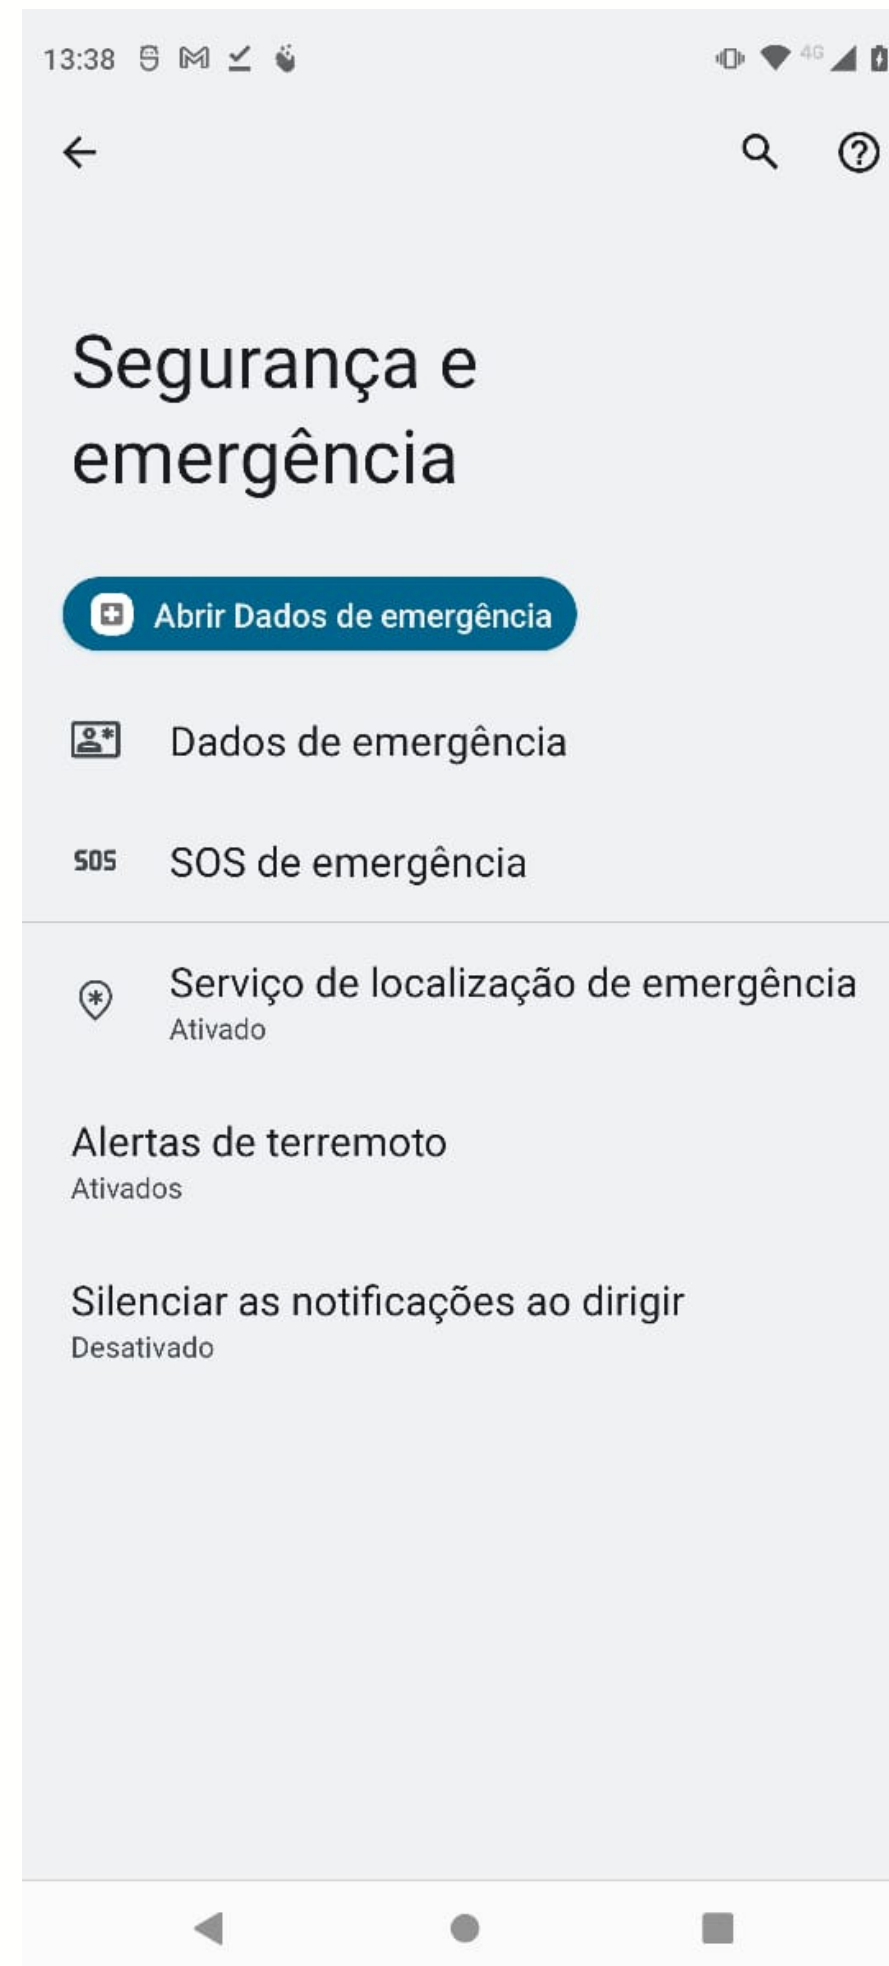 13:38
4G
Segurança e
emergência
Abrir Dados de emergência
Dados de emergência
SOS SOS de emergência
Serviço de localização de emergência
Ativado
Alertas de terremoto
Ativados
Silenciar as notificações ao dirigir
Desativado